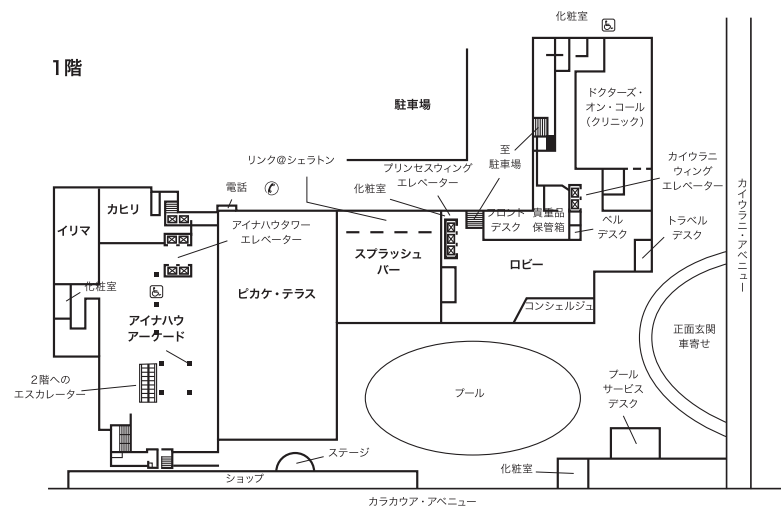 化粧室
1階
駐車場
ドクターズ・
オン・コール
（クリニック）
至
駐車場
カイウラニ
ウィング
エレベーター
リンク@シェラトン
プリンセスウィング
エレベーター
電話
化粧室
カイウラニ・アベニュー
カヒリ
イリマ
アイナハウタワー
エレベーター
フロント
デスク
貴重品
保管箱
ベル
デスク
トラベル
デスク
スプラッシュ
バー
ロビー
化粧室
ピカケ・テラス
コンシェルジュ
アイナハウ
アーケード
正面玄関
車寄せ
2階への
エスカレーター
プール
プール
サービス
デスク
ステージ
化粧室
ショップ
カラカウア・アベニュー